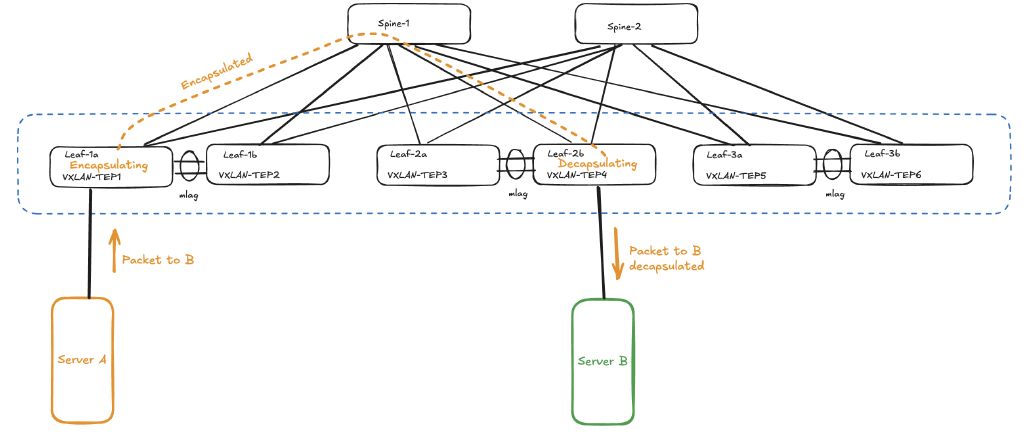 Spine-1
Spine-2
Encapsulated
Leaf-1a
Encapsulating
VXLAN-TEP1
Leaf-1b
VXLAN-TEP2
mlag
Leaf-2a
VXLAN-TEP3
Leaf-2b
Decapsulating
VXLAN-TEP4
mlag
Leaf-3a
VXLAN-TEP5
Leaf-3b
VXLAN-TEP6
mlag
Packet to B
Packet to B
decapsulated
Server A
Server B